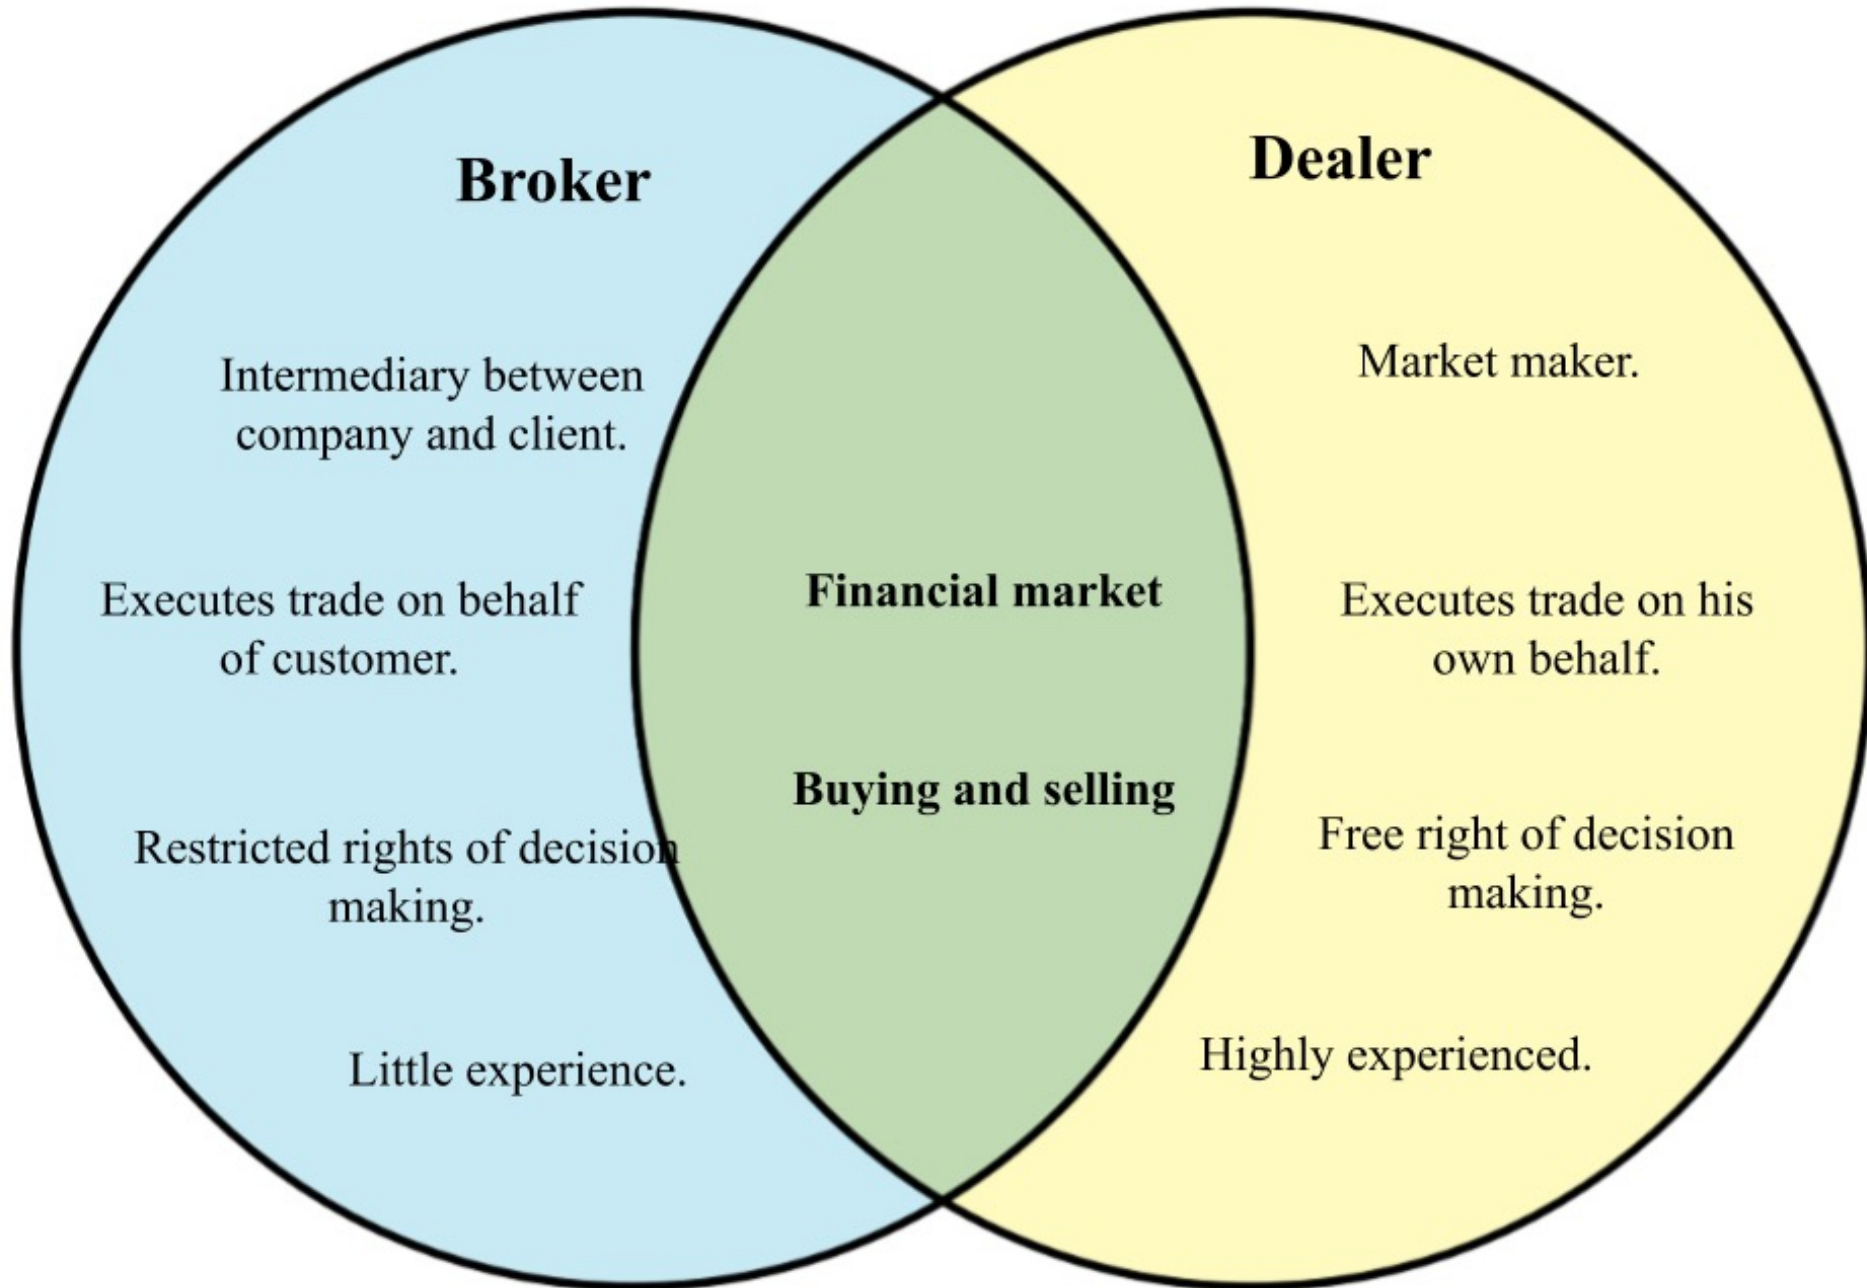 Broker
Intermediary between
company and client.
Executes trade on behalf
of customer.
Restricted rights of decision
making.
Little experience.
Financial market
Buying and selling
Dealer
Market maker.
Executes trade on his
own behalf.
Free right of decision
making.
Highly experienced.